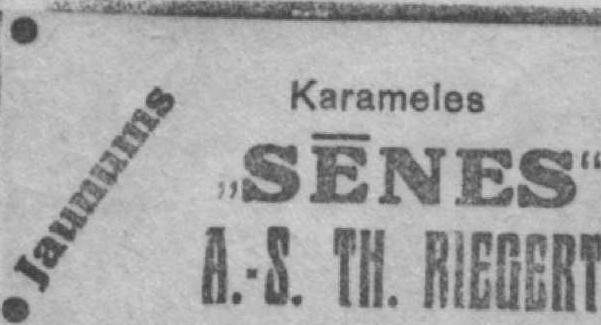 Jaunums
Karameles
„SĒNES“
A.-S. TH. RIEGERT